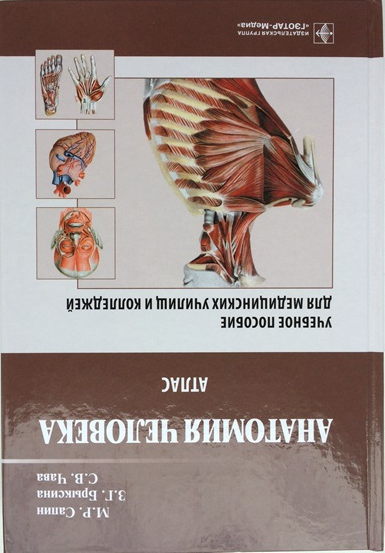 М.Р. Сапин
З.Г. Брыксина
С.В. Чава
АНАТОМИЯ ЧЕЛОВЕКА
АТЛАС
УЧЕБНОЕ ПОСОБИЕ
ДЛЯ МЕДИЦИНСКИХ УЧИЛИЩ И КОЛЛЕДЖЕЙ
ИЗДАТЕЛЬСКАЯ ГРУППА
«ГЭОТАР-Медиа»